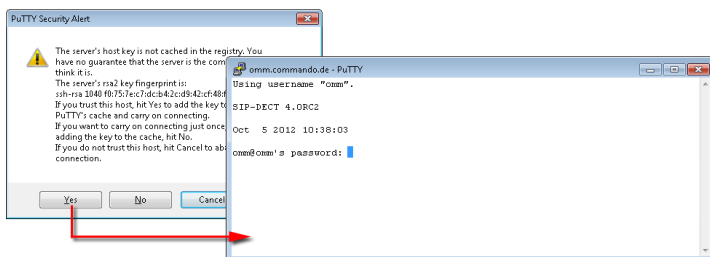 PuTTY Security Alert
The server's host key is not cached in the registry. You
have no guarantee that the server is the com
think it is.
The server's rsa2 key fingerprint is:
ssh-rsa 1040 f0:75:7e:c7:dc:b4:2c:d9:42:cf:48:f
If you trust this host, hit Yes to add the key to
PuTTY's cache and carry on connecting.
If you want to carry on connecting just once,
adding the key to the cache, hit No.
If you do not trust this host, hit Cancel to aba
connection.
Yes
No
Cancel
omm.commando.de - PuTTY
Using username "omm".
SIP-DECT 4.0RC2
Oct 5 2012 10:38:03
omm@omm's password: